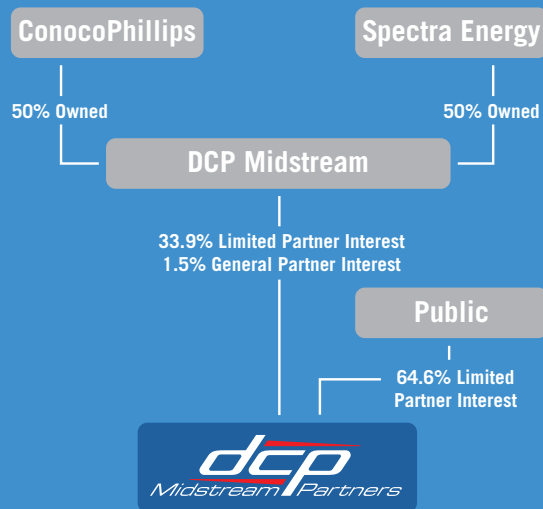 ConocoPhillips
Spectra Energy
50% Owned
50% Owned
DCP Midstream
33.9% Limited Partner Interest
1.5% General Partner Interest
Public
64.6% Limited
Partner Interest
dcp
Midstream Partners